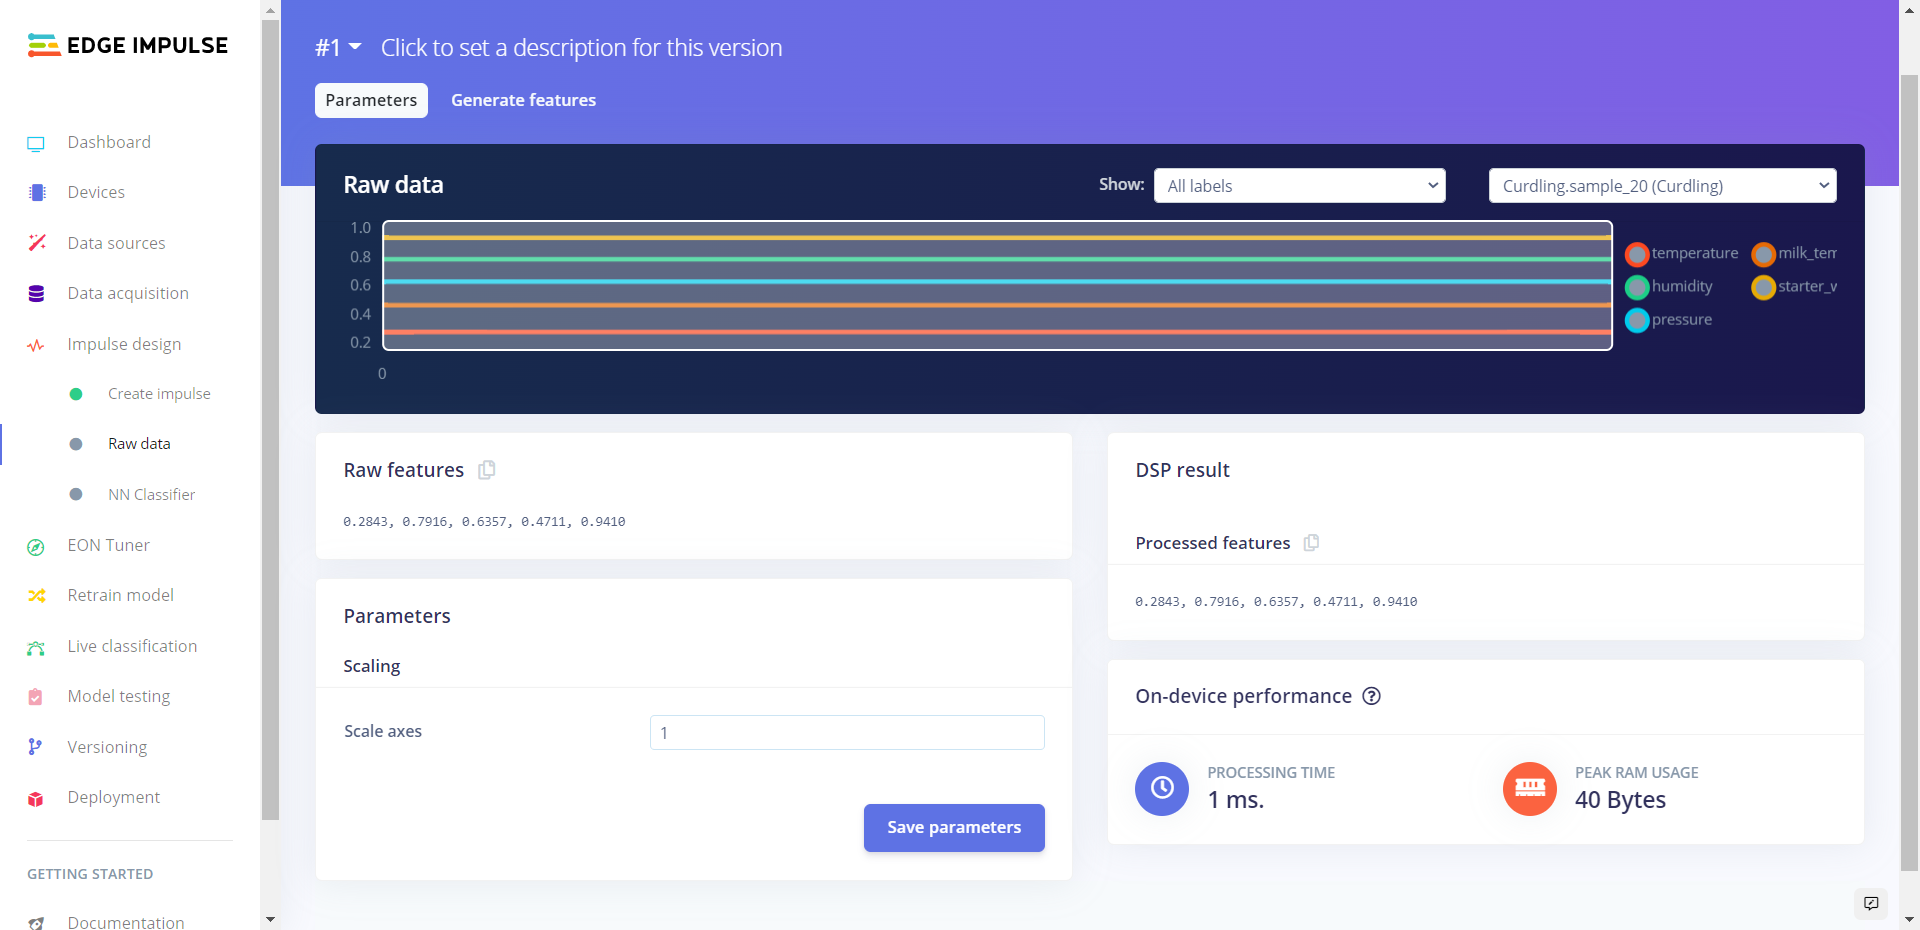 EDGE IMPULSE
Dashboard
Devices
Data sources
Data acquisition
Impulse design
Create impulse
Raw data
NN Classifier
EON Tuner
Retrain model
Live classification
Model testing
Versioning
Deployment
GETTING STARTED
Documentation
#1 Click to set a description for this version
Parameters Generate features
Raw data
Show: All labels Curdling.sample_20 (Curdling)
1.0
0.8
0.6
0.4
0.2
0
temperature milk_tem
humidity starter_v
pressure
Raw features
0.2843, 0.7916, 0.6357, 0.4711, 0.9410
Parameters
Scaling
Scale axes 1
Save parameters
DSP result
Processed features
0.2843, 0.7916, 0.6357, 0.4711, 0.9410
On-device performance ?
PROCESSING TIME
1 ms.
PEAK RAM USAGE
40 Bytes